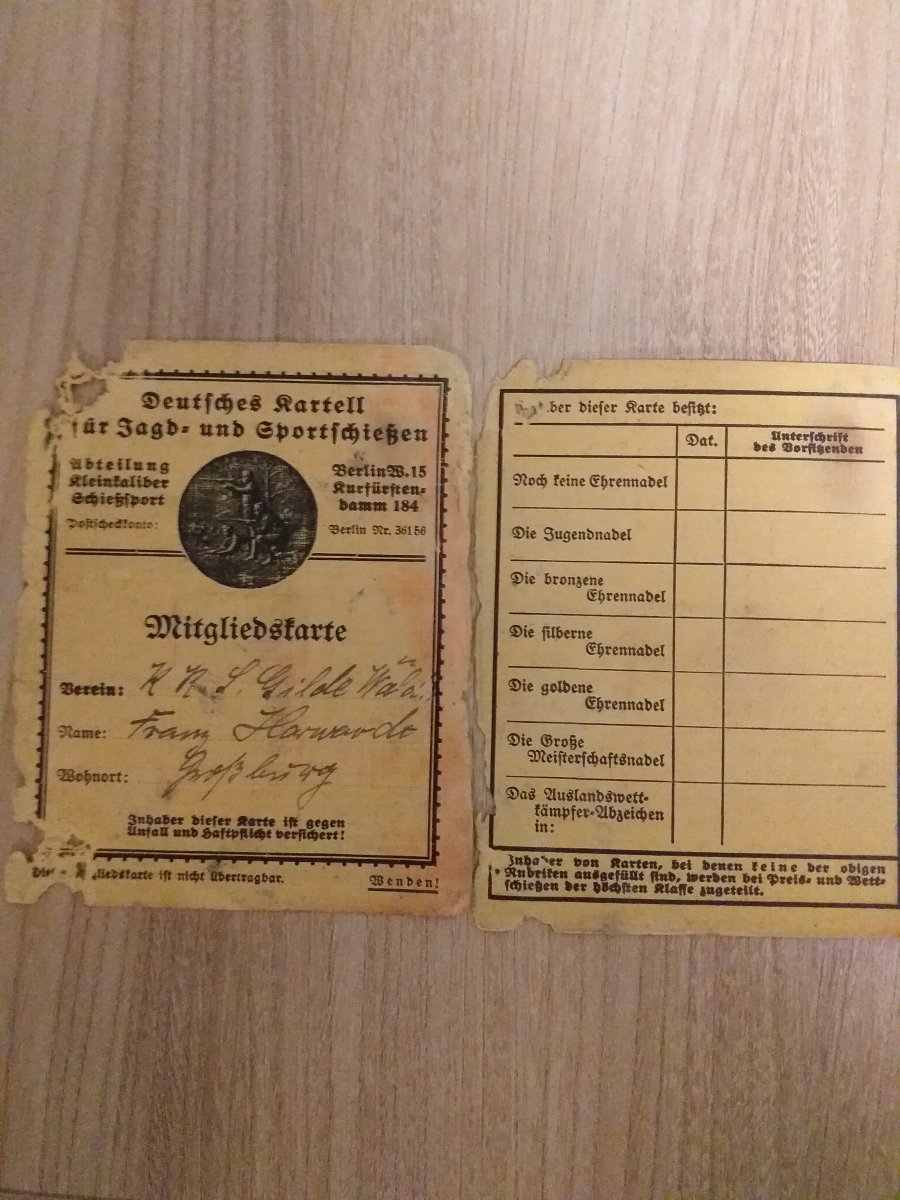 Deutsches Kartell
für Jagd- und Sportschießen
Abteilung
Kleinkaliber
Schießsport
Postscheckkonto:
Berlin W. 15
Kurfürsten-
damm 184
Berlin Nr. 36156
Mitgliedskarte
Verein: K K S. Gilde
Name: Franz
Wohnort: Großburg
Inhaber dieser Karte ist gegen
Unfall und Haftpflicht versichert!
gliedskarte ist nicht übertragbar.
Wenden!
ber dieser Karte besitzt:
Dat.
Unterschrift
des Vorsitzenden
Noch keine Ehrennadel
Die Jugendnadel
Die bronzene
Ehrennadel
Die silberne
Ehrennadel
Die goldene
Ehrennadel
Die Große
Meisterschaftsnadel
Das Auslandswett-
kämpfer-Abzeichen
in:
Inhaber von Karten, bei denen keine der obigen
Rubriken ausgefüllt sind, werden bei Preis- und Wett-
schießen der höchsten Klasse zugeteilt.